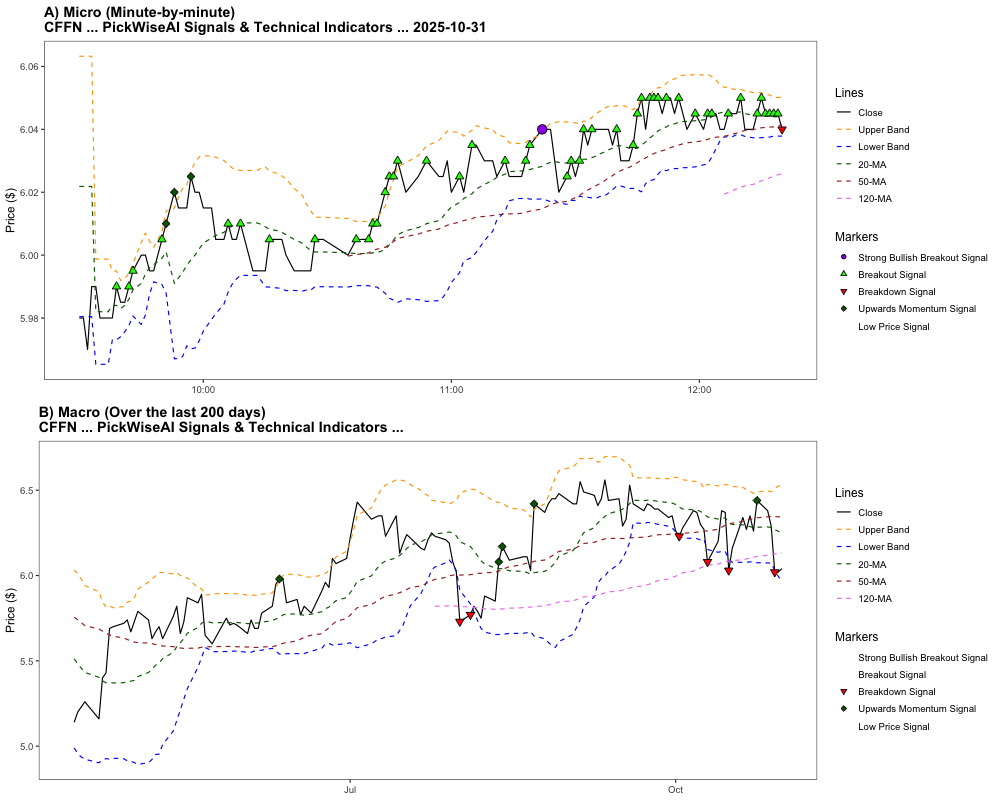 A) Micro (Minute-by-minute)
CFFN ... PickWiseAI Signals & Technical Indicators ... 2025-10-31
6.06
6.04
6.02
6.00
5.98
Price ($)
10:00
11:00
12:00
Lines
Close
Upper Band
Lower Band
20-MA
50-MA
120-MA
Markers
Strong Bullish Breakout Signal
Breakout Signal
Breakdown Signal
Upwards Momentum Signal
Low Price Signal
B) Macro (Over the last 200 days)
CFFN ... PickWiseAI Signals & Technical Indicators ...
6.5
6.0
5.5
5.0
Price ($)
Jul
Oct
Lines
Close
Upper Band
Lower Band
20-MA
50-MA
120-MA
Markers
Strong Bullish Breakout Signal
Breakout Signal
Breakdown Signal
Upwards Momentum Signal
Low Price Signal